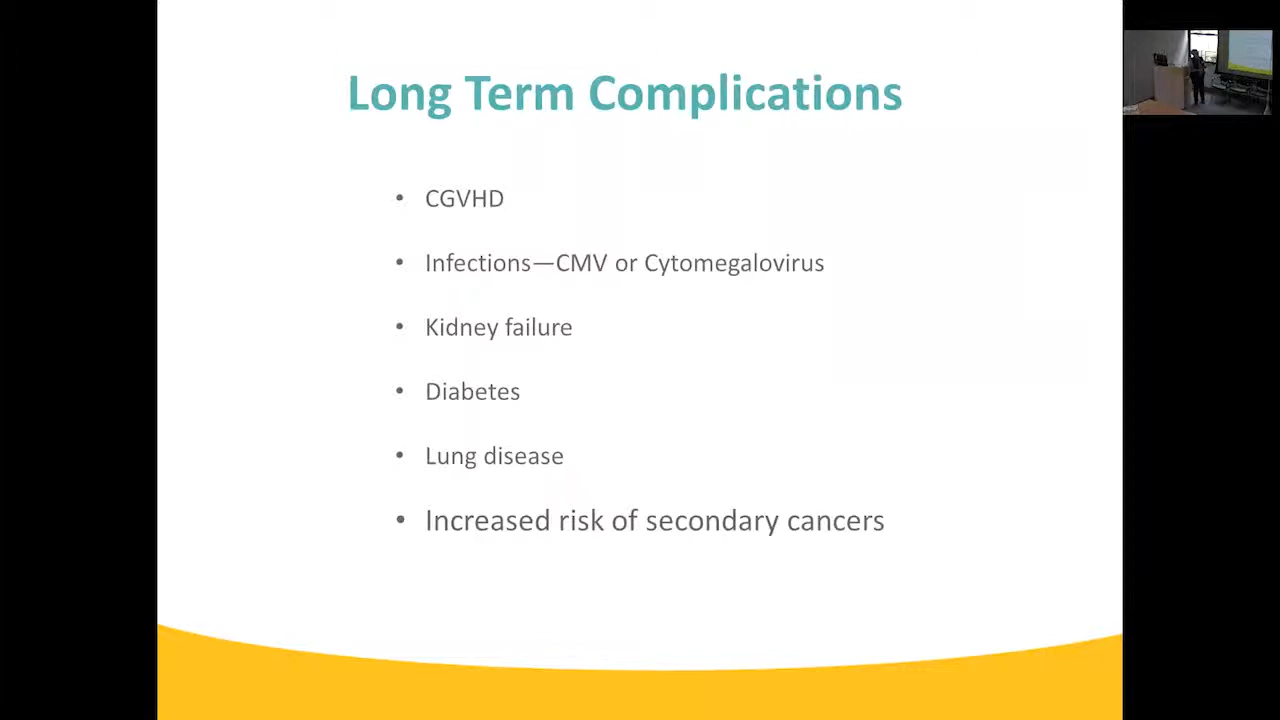 Long Term Complications
• CGVHD
• Infections—CMV or Cytomegalovirus
• Kidney failure
• Diabetes
• Lung disease
• Increased risk of secondary cancers